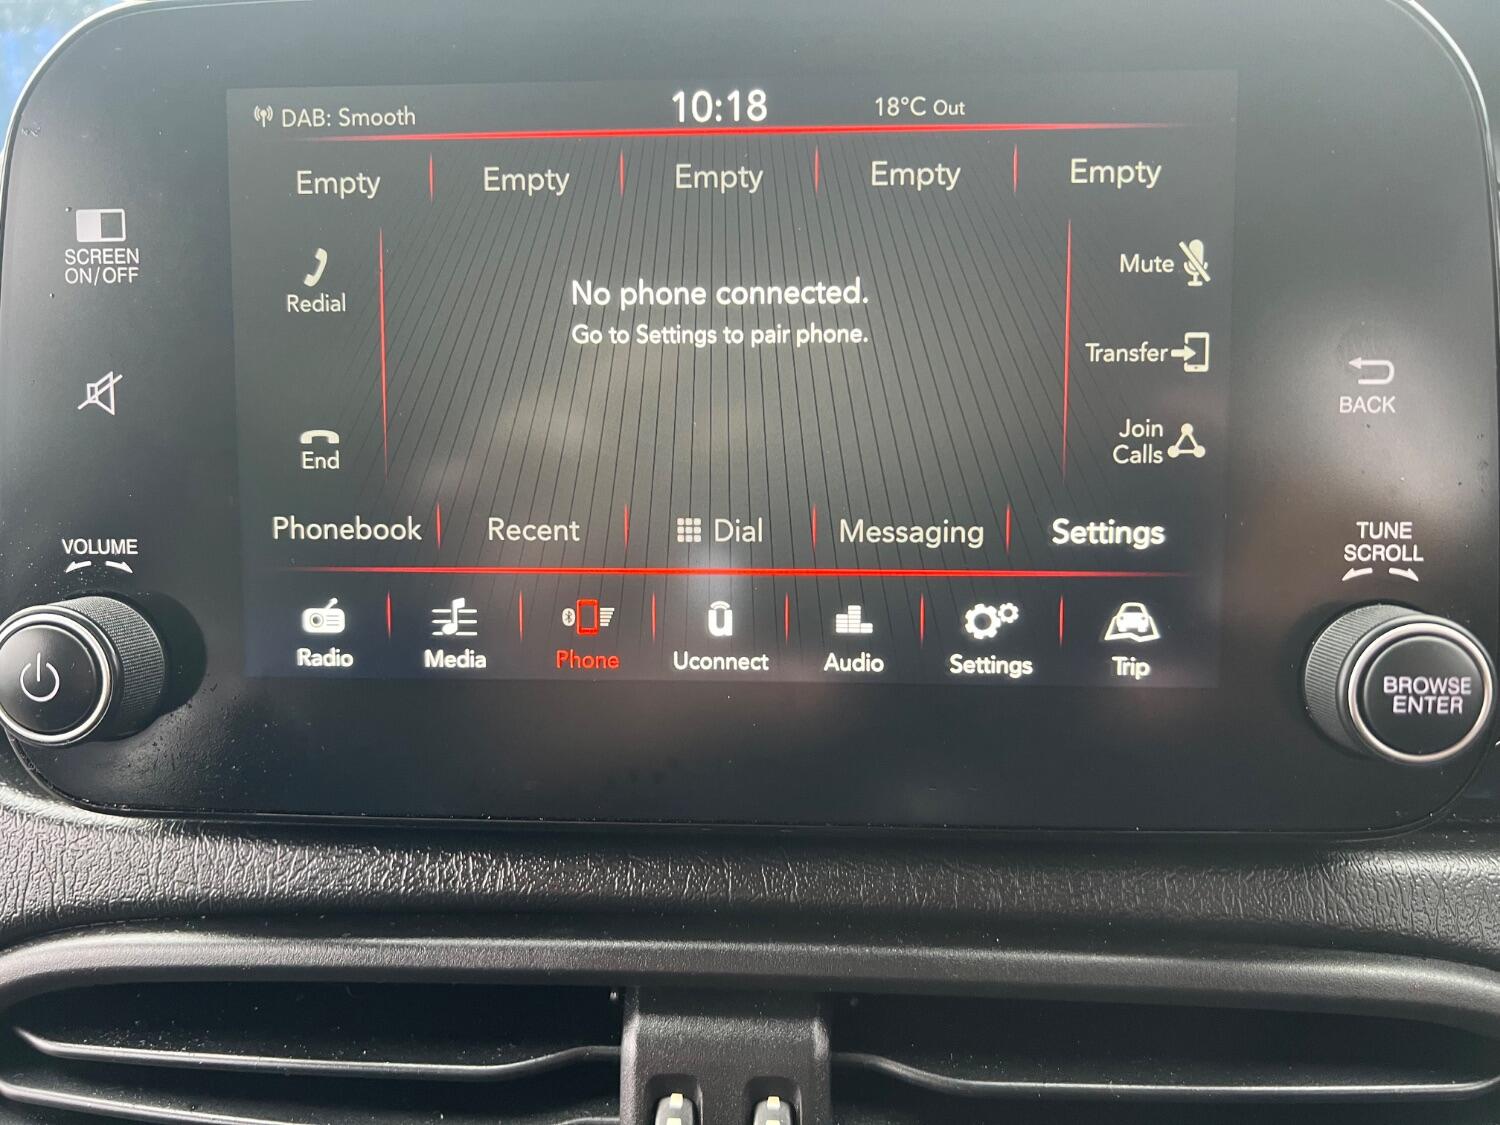 DAB: Smooth
10:18
18°C Out
Empty
Empty
Empty
Empty
Empty
SCREEN
ON/OFF
Redial
No phone connected.
Go to Settings to pair phone.
Mute
Transfer
BACK
End
Join
Calls
Phonebook
Recent
Dial
Messaging
Settings
VOLUME
TUNE
SCROLL
Radio
Media
Phone
Uconnect
Audio
Settings
Trip
BROWSE
ENTER